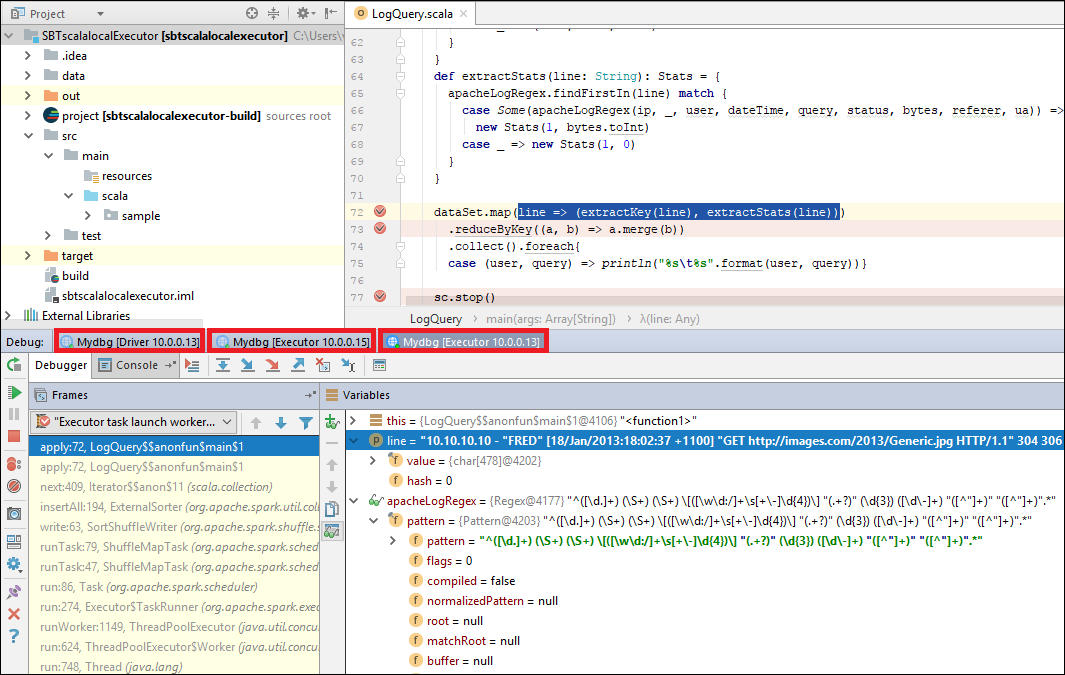 Project
SBTscalalocalExecutor [sbtscalalocalexecutor] C:\Users\
.idea
data
out
project [sbtscalalocalexecutor-build] sources root
src
main
resources
scala
sample
test
target
build
sbtscalalocalexecutor.iml
External Libraries
LogQuery.scala
62 }
63 }
64 def extractStats(line: String): Stats = {
65 apacheLogRegex.findFirstIn(line) match {
66 case Some(apacheLogRegex(ip, _, user, dateTime, query, status, bytes, referer, ua)) =>
67 new Stats(1, bytes.toInt)
68 case _ => new Stats(1, 0)
69 }
70 }
71
72 dataSet.map(line => (extractKey(line), extractStats(line)))
73 .reduceByKey((a, b) => a.merge(b))
74 .collect().foreach{
75 case (user, query) => println("%s\t%s".format(user, query))}
76
77 sc.stop()
LogQuery main(args: Array[String]) λ(line: Any)
Debug: Mydbg [Driver 10.0.0.13] Mydbg [Executor 10.0.0.15] Mydbg [Executor 10.0.0.13]
Debugger Console
Frames
"Executor task launch worker...
apply:72, LogQuery$$anonfun$main$1
apply:72, LogQuery$$anonfun$main$1
next:409, Iterator$$anon$11 (scala.collection)
insertAll:194, ExternalSorter (org.apache.spark.util.col
write:63, SortShuffleWriter (org.apache.spark.shuffle.s
runTask:79, ShuffleMapTask (org.apache.spark.sched
runTask:47, ShuffleMapTask (org.apache.spark.sched
run:86, Task (org.apache.spark.scheduler)
run:274, Executor$TaskRunner (org.apache.spark.exec
runWorker:1149, ThreadPoolExecutor (java.util.concu
run:624, ThreadPoolExecutor$Worker (java.util.concu
run:748, Thread (java.lang)
Variables
this = {LogQuery$$anonfun$main$1@4106} "<function1>"
line = "10.10.10.10 - "FRED" [18/Jan/2013:18:02:37 +1100] "GET http://images.com/2013/Generic.jpg HTTP/1.1" 304 306
value = {char[478]@4202}
hash = 0
apacheLogRegex = {Regex@4177} "^([\d.]+) (\S+) (\S+) \[([\w\d:/]+\s[+\-]\d{4})\] "(.+?)" (\d{3}) ([\d\-]+) "([^"]+)" "([^"]+)".*"
pattern = {Pattern@4203} "^([\d.]+) (\S+) (\S+) \[([\w\d:/]+\s[+\-]\d{4})\] "(.+?)" (\d{3}) ([\d\-]+) "([^"]+)" "([^"]+)".*"
pattern = "^([\d.]+) (\S+) (\S+) \[([\w\d:/]+\s[+\-]\d{4})\] "(.+?)" (\d{3}) ([\d\-]+) "([^"]+)" "([^"]+)".*"
flags = 0
compiled = false
normalizedPattern = null
root = null
matchRoot = null
buffer = null